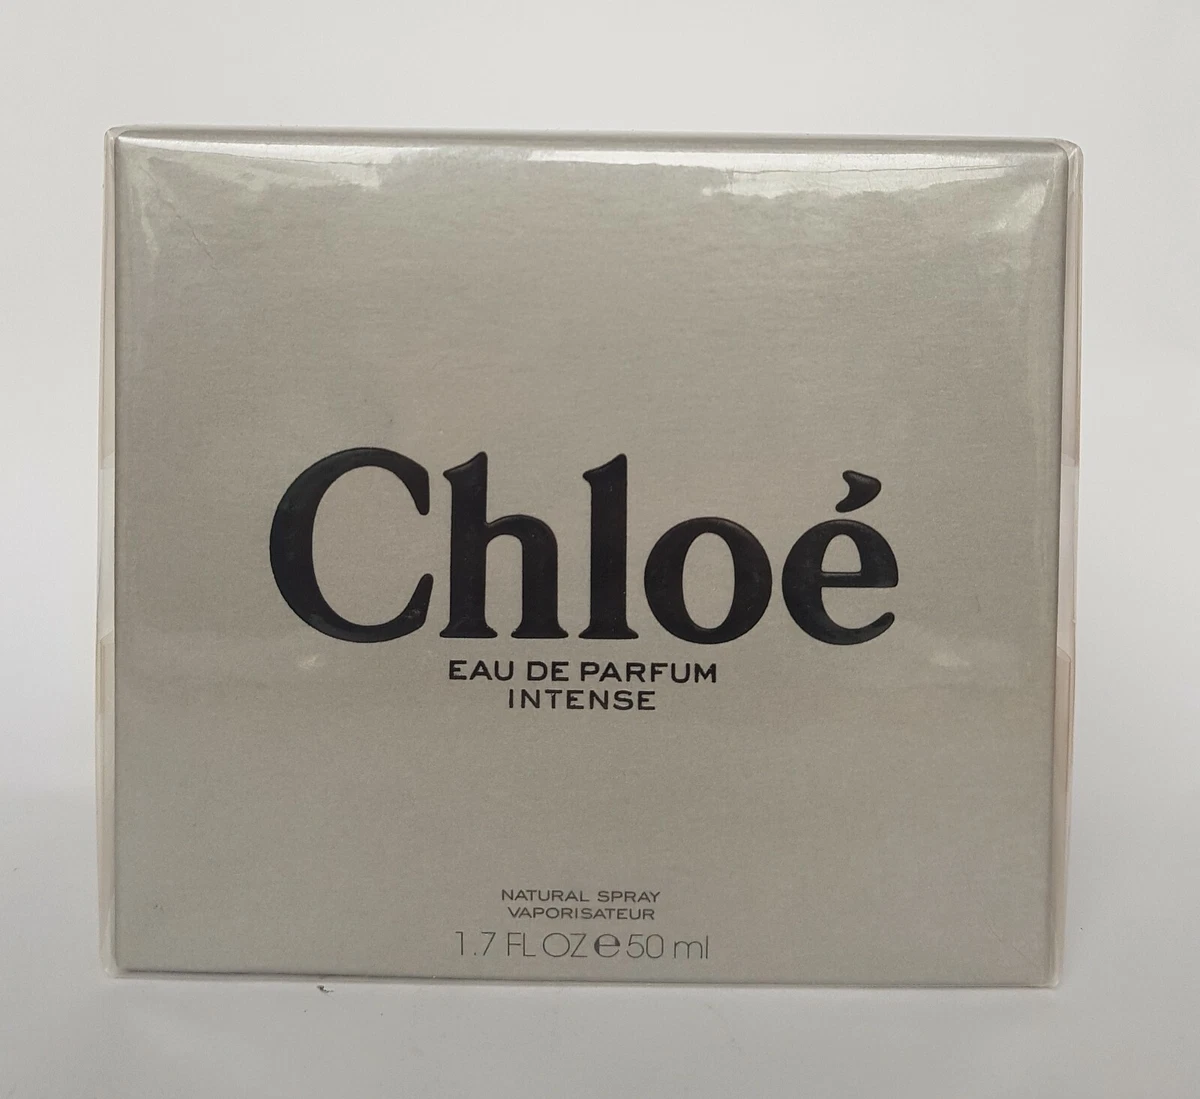 Chloé
EAU DE PARFUM
INTENSE
NATURAL SPRAY
VAPORISATEUR
1.7 FL OZ ℮ 50 ml